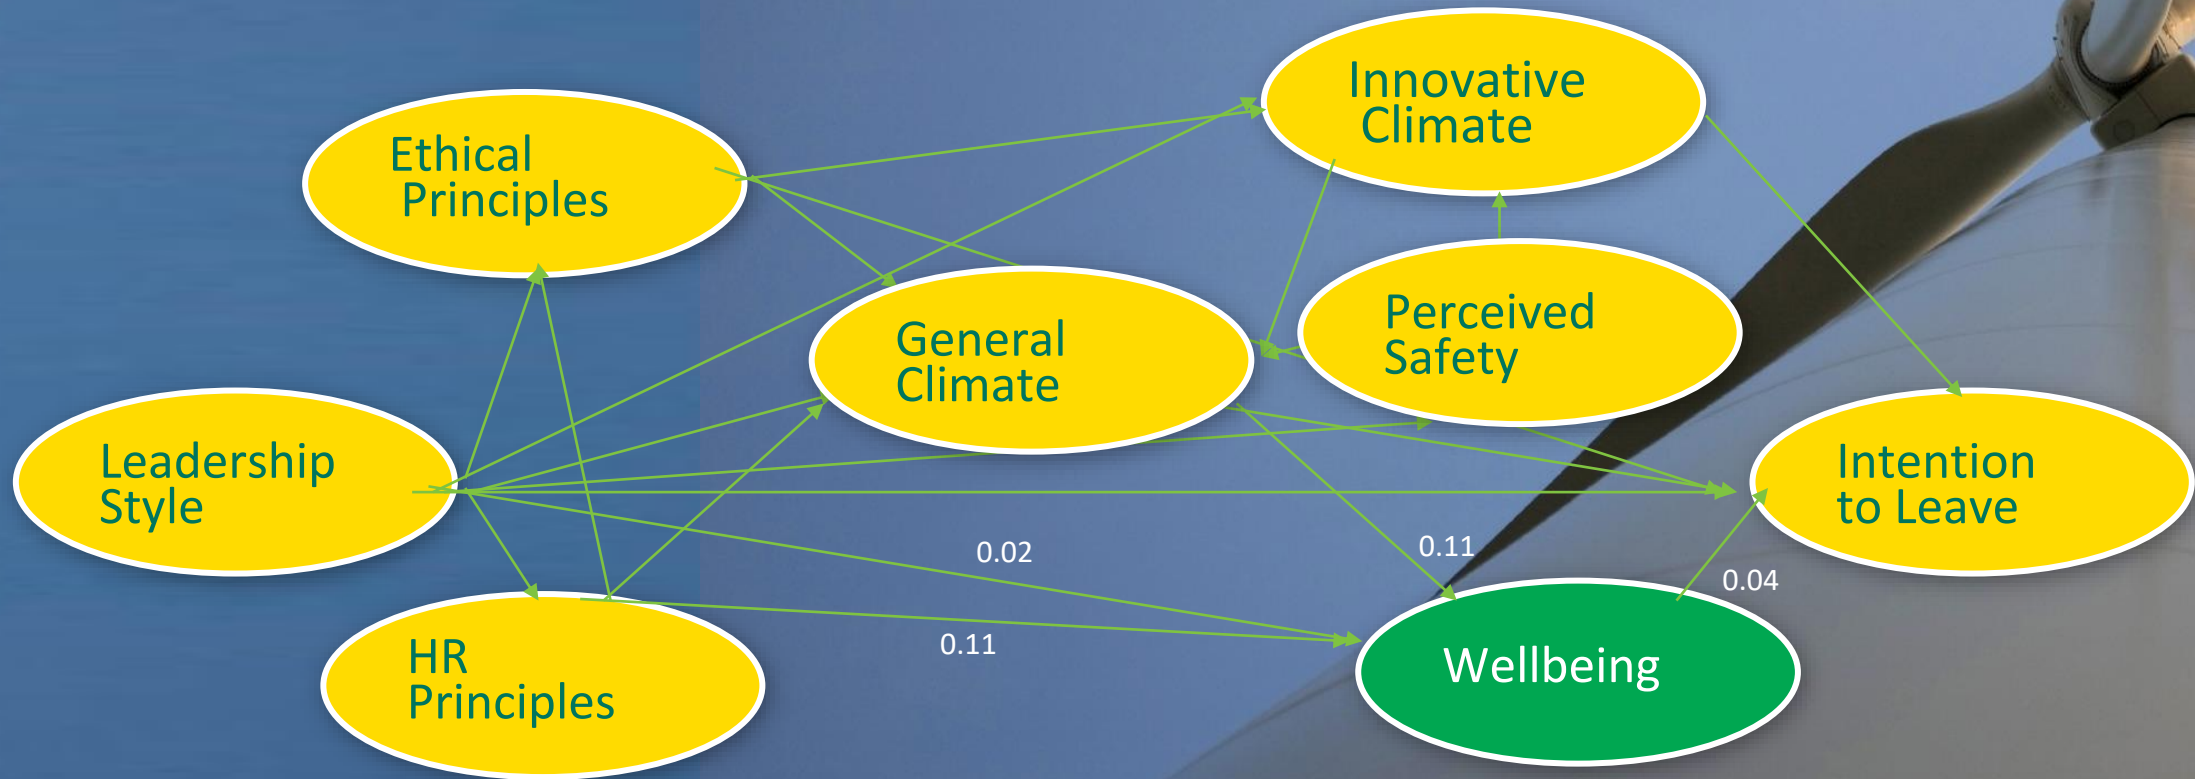 Innovative
Climate
Ethical
Principles
General
Climate
Perceived
Safety
Leadership
Style
Intention
to Leave
0.02
0.11
0.04
0.11
HR
Principles
Wellbeing